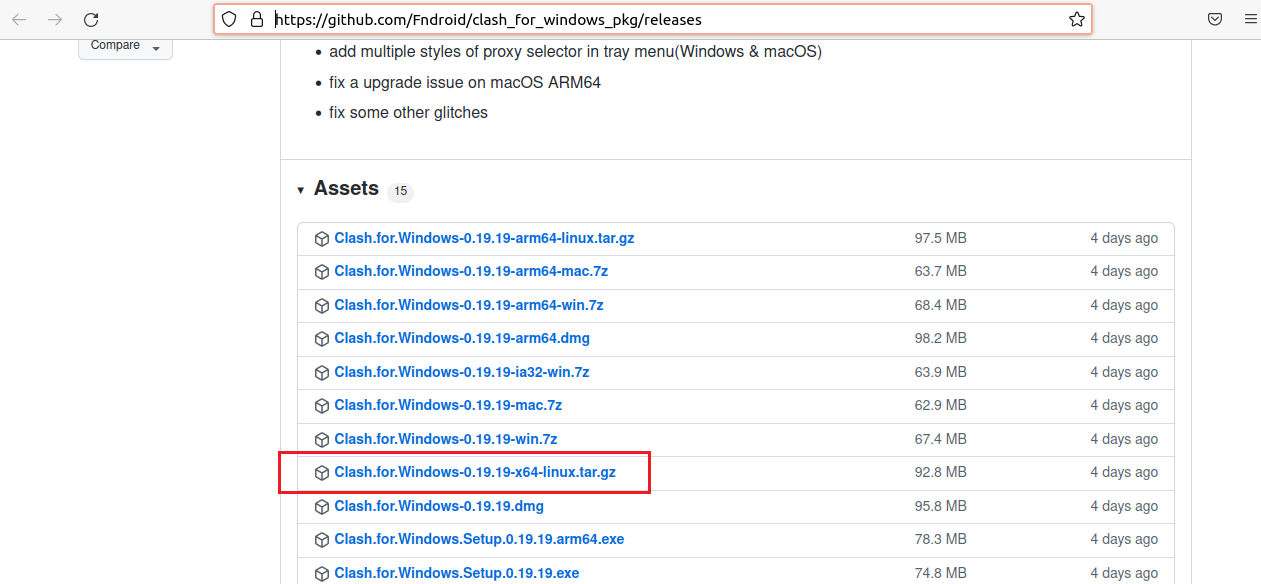 https://github.com/Fndroid/clash_for_windows_pkg/releases
Compare
add multiple styles of proxy selector in tray menu(Windows & macOS)
fix a upgrade issue on macOS ARM64
fix some other glitches
Assets 15
Clash.for.Windows-0.19.19-arm64-linux.tar.gz 97.5 MB 4 days ago
Clash.for.Windows-0.19.19-arm64-mac.7z 63.7 MB 4 days ago
Clash.for.Windows-0.19.19-arm64-win.7z 68.4 MB 4 days ago
Clash.for.Windows-0.19.19-arm64.dmg 98.2 MB 4 days ago
Clash.for.Windows-0.19.19-ia32-win.7z 63.9 MB 4 days ago
Clash.for.Windows-0.19.19-mac.7z 62.9 MB 4 days ago
Clash.for.Windows-0.19.19-win.7z 67.4 MB 4 days ago
Clash.for.Windows-0.19.19-x64-linux.tar.gz 92.8 MB 4 days ago
Clash.for.Windows-0.19.19.dmg 95.8 MB 4 days ago
Clash.for.Windows.Setup.0.19.19.arm64.exe 78.3 MB 4 days ago
Clash.for.Windows.Setup.0.19.19.exe 74.8 MB 4 days ago